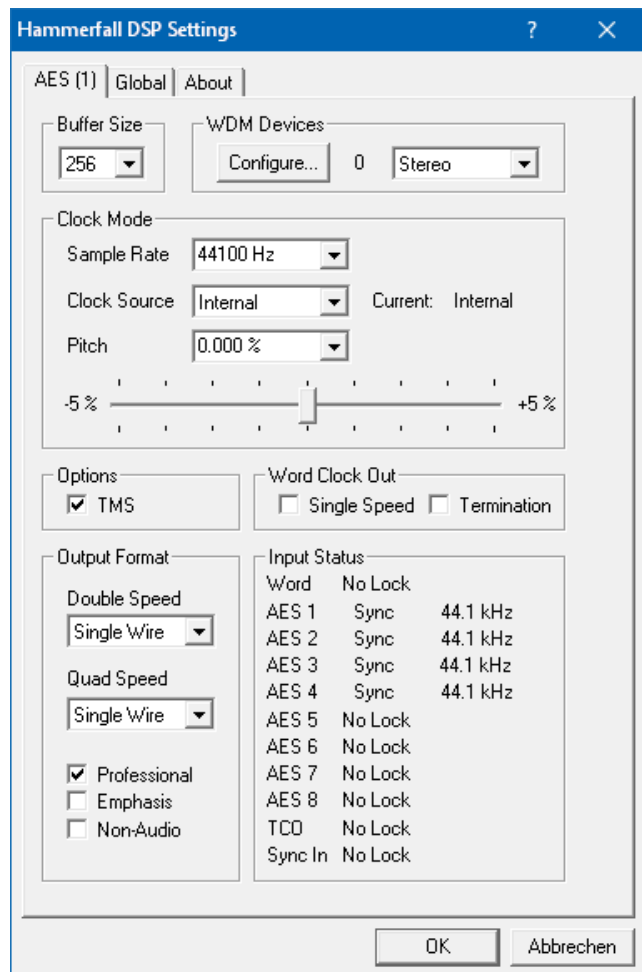 Hammerfall DSP Settings ?
AES (1) Global About
Buffer Size
256
WDM Devices
Configure... 0 Stereo
Clock Mode
Sample Rate 44100 Hz
Clock Source Internal Current: Internal
Pitch 0.000 %
-5 % +5 %
Options
TMS
Word Clock Out
Single Speed Termination
Output Format
Double Speed
Single Wire
Quad Speed
Single Wire
Professional
Emphasis
Non-Audio
Input Status
Word No Lock
AES 1 Sync 44.1 kHz
AES 2 Sync 44.1 kHz
AES 3 Sync 44.1 kHz
AES 4 Sync 44.1 kHz
AES 5 No Lock
AES 6 No Lock
AES 7 No Lock
AES 8 No Lock
TCO No Lock
Sync In No Lock
OK Abbrechen